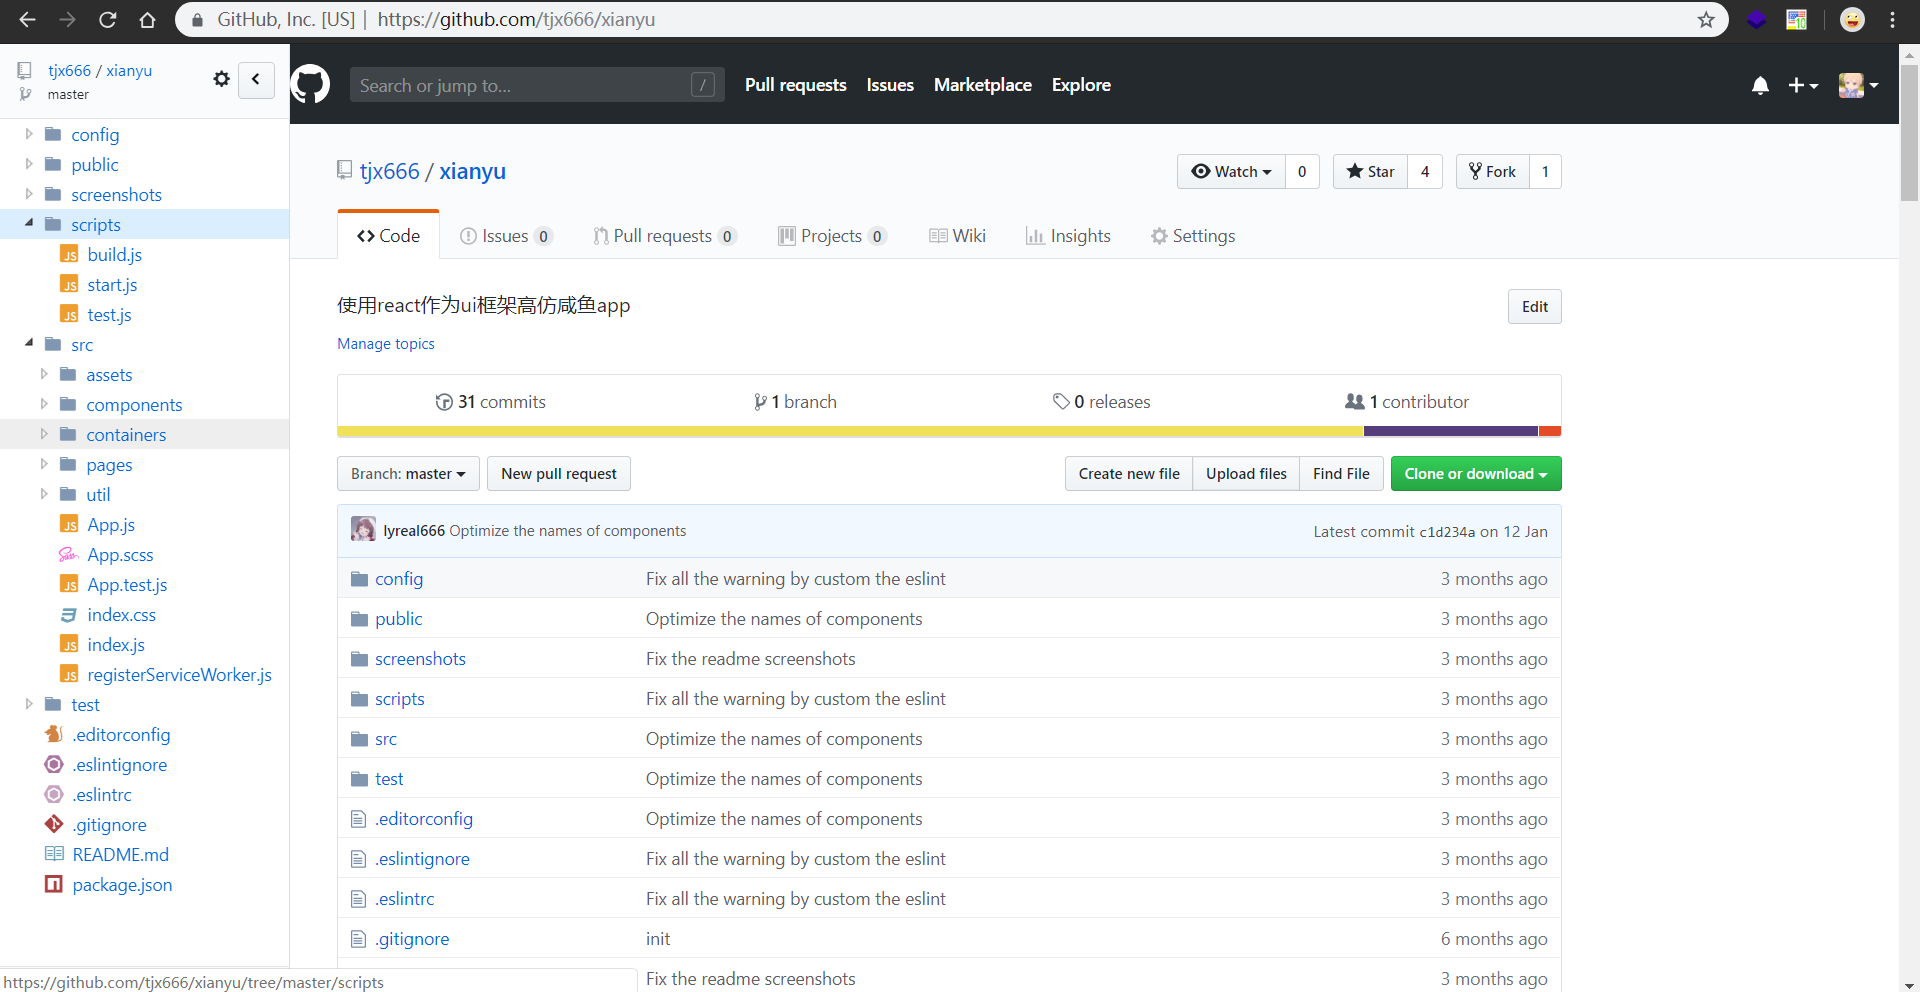 GitHub, Inc. [US] | https://github.com/tjx666/xianyu
tjx666 / xianyu
master
config
public
screenshots
scripts
build.js
start.js
test.js
src
assets
components
containers
pages
util
App.js
App.scss
App.test.js
index.css
index.js
registerServiceWorker.js
test
.editorconfig
.eslintignore
.eslintrc
.gitignore
README.md
package.json
https://github.com/tjx666/xianyu/tree/master/scripts
Search or jump to... /
Pull requests Issues Marketplace Explore
tjx666 / xianyu
Watch 0 Star 4 Fork 1
Code Issues 0 Pull requests 0 Projects 0 Wiki Insights Settings
使用react作为ui框架高仿咸鱼app
Edit
Manage topics
31 commits 1 branch 0 releases 1 contributor
Branch: master New pull request Create new file Upload files Find File Clone or download
lyreal666 Optimize the names of components Latest commit c1d234a on 12 Jan
config Fix all the warning by custom the eslint 3 months ago
public Optimize the names of components 3 months ago
screenshots Fix the readme screenshots 3 months ago
scripts Fix all the warning by custom the eslint 3 months ago
src Optimize the names of components 3 months ago
test Optimize the names of components 3 months ago
.editorconfig Optimize the names of components 3 months ago
.eslintignore Fix all the warning by custom the eslint 3 months ago
.eslintrc Fix all the warning by custom the eslint 3 months ago
.gitignore init 6 months ago
Fix the readme screenshots 3 months ago